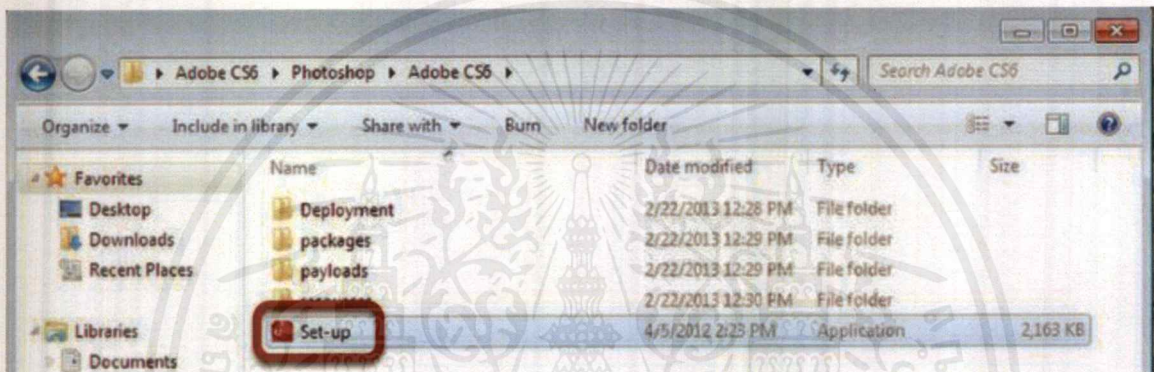 Adobe CS6 Photoshop Adobe CS6 Search Adobe CS6
Organize Include in library Share with Burn New folder
Name Date modified Type Size
Favorites
Desktop Deployment 2/22/2013 12:28 PM File folder
Downloads packages 2/22/2013 12:29 PM File folder
Recent Places payloads 2/22/2013 12:29 PM File folder
2/22/2013 12:30 PM File folder
Libraries Set-up 4/5/2012 2:23 PM Application 2,163 KB
Documents